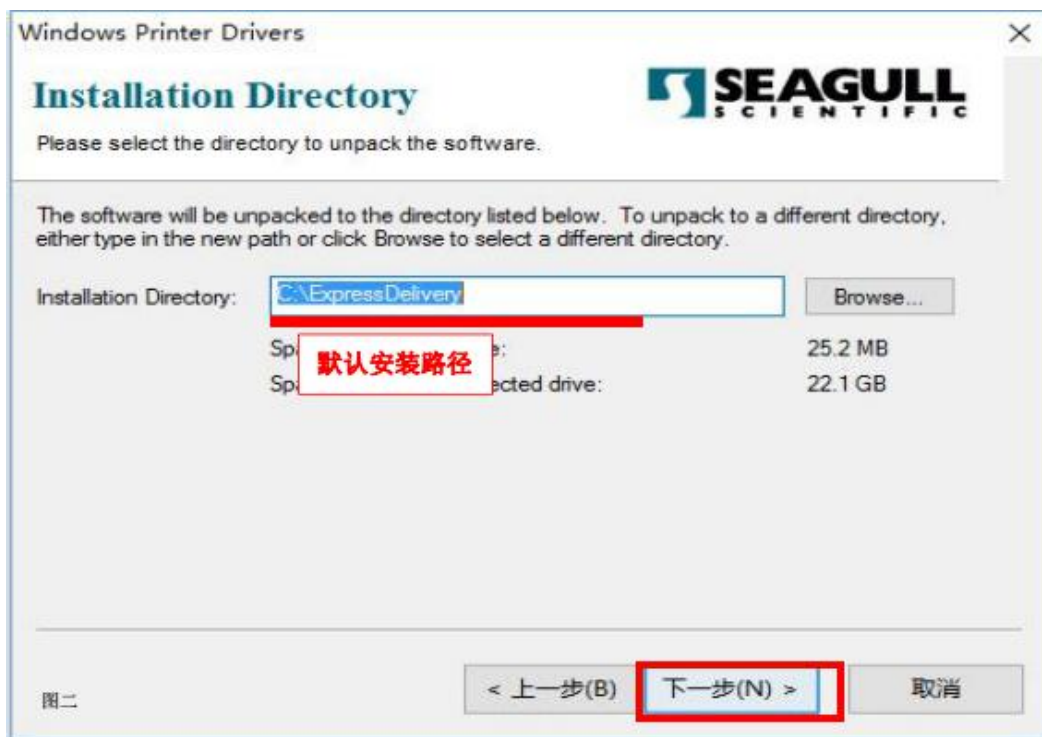 Windows Printer Drivers
Installation Directory
SEAGULL
SCIENTIFIC
Please select the directory to unpack the software.
The software will be unpacked to the directory listed below. To unpack to a different directory,
either type in the new path or click Browse to select a different directory.
Installation Directory: C:\ExpressDelivery Browse...
默认安装路径
25.2 MB
ected drive: 22.1 GB
图二
< 上一步(B) 下一步(N) > 取消